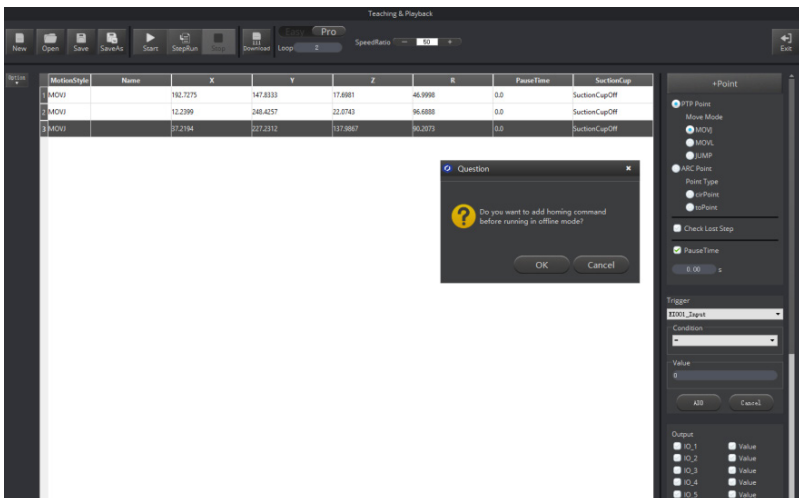 Teaching & Playback
New Open Save SaveAs Start StepRun Stop Download Loop 2 Easy Pro SpeedRatio - 50 + Exit
Option
MotionStyle Name X Y Z R PauseTime SuctionCup
1 MOVJ 192.7275 147.8333 17.6981 46.9998 0.0 SuctionCupOff
2 MOVJ 12.2399 248.4257 22.0743 96.6888 0.0 SuctionCupOff
3 MOVJ 37.2194 227.2312 137.9867 90.2073 0.0 SuctionCupOff
Question ×
Do you want to add homing command
before running in offline mode?
OK Cancel
+Point
PTP Point
Move Mode
MOVJ
MOVL
JUMP
ARC Point
Point Type
cirPoint
toPoint
Check Lost Step
PauseTime
0.00 s
Trigger
EIO01_Input
Condition
=
Value
0
ADD Cancel
Output
IO_1 Value
IO_2 Value
IO_3 Value
IO_4 Value
IO_5 Value